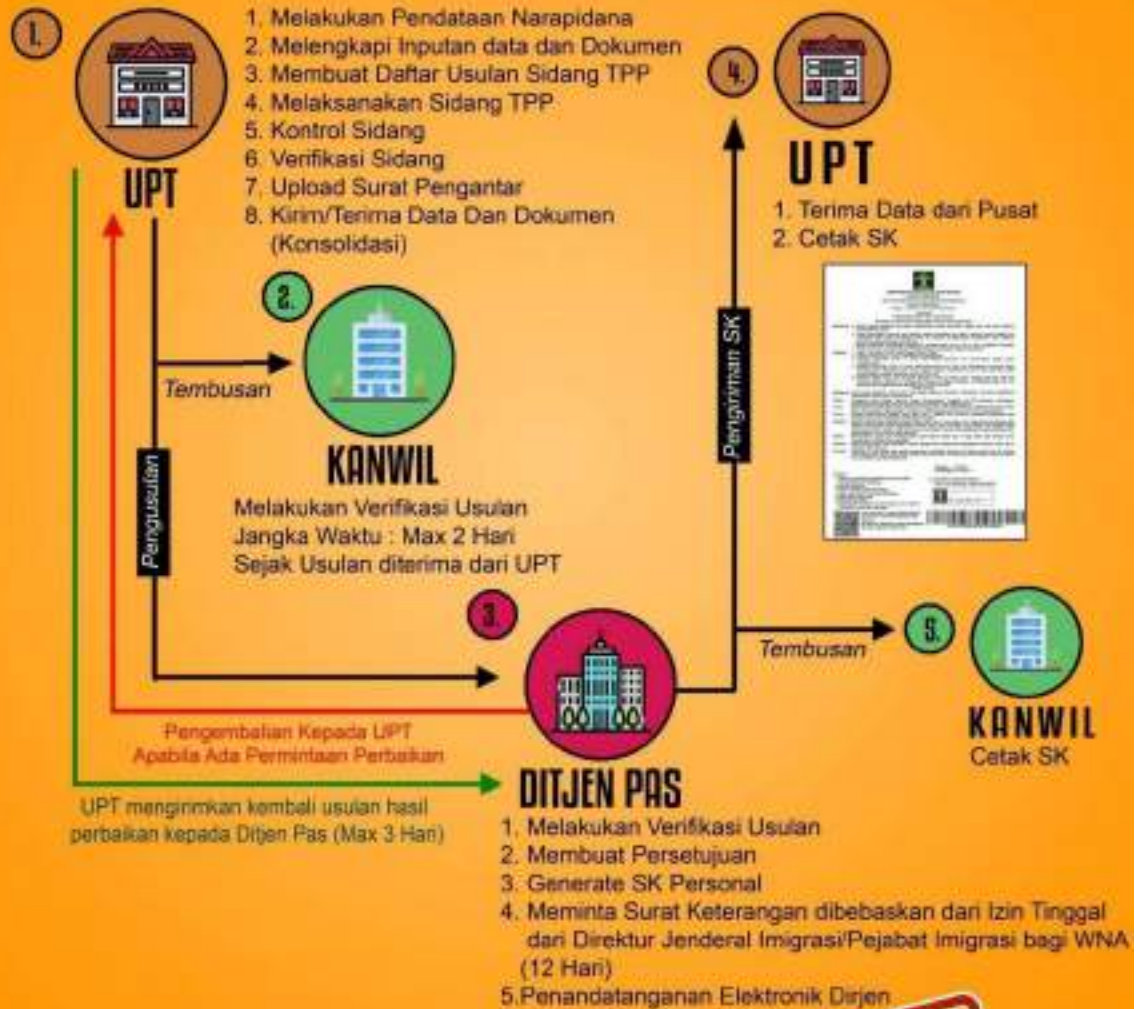 1.
UPT
1. Melakukan Pendataan Narapidana
2. Melengkapi Inputan data dan Dokumen
3. Membuat Daftar Usulan Sidang TPP
4. Melaksanakan Sidang TPP
5. Kontrol Sidang
6. Verifikasi Sidang
7. Upload Surat Pengantar
8. Kirim/Terima Data Dan Dokumen
(Konsolidasi)
2.
Tembusan
KANWIL
Melakukan Verifikasi Usulan
Jangka Waktu : Max 2 Hari
Sejak Usulan diterima dari UPT
Pengusulan
3.
Pengembalian Kepada UPT
Apabila Ada Permintaan Perbaikan
UPT mengirimkan kembali usulan hasil
perbaikan kepada Ditjen Pas (Max 3 Hari)
DITJEN PAS
1. Melakukan Verifikasi Usulan
2. Membuat Persetujuan
3. Generate SK Personal
4. Meminta Surat Keterangan dibebaskan dari Izin Tinggal
dari Direktur Jenderal Imigrasi/Pejabat Imigrasi bagi WNA
(12 Hari)
5.Penandatanganan Elektronik Dirjen
4.
UPT
1. Terima Data dari Pusat
2. Cetak SK
Pengiriman SK
Tembusan
5.
KANWIL
Cetak SK